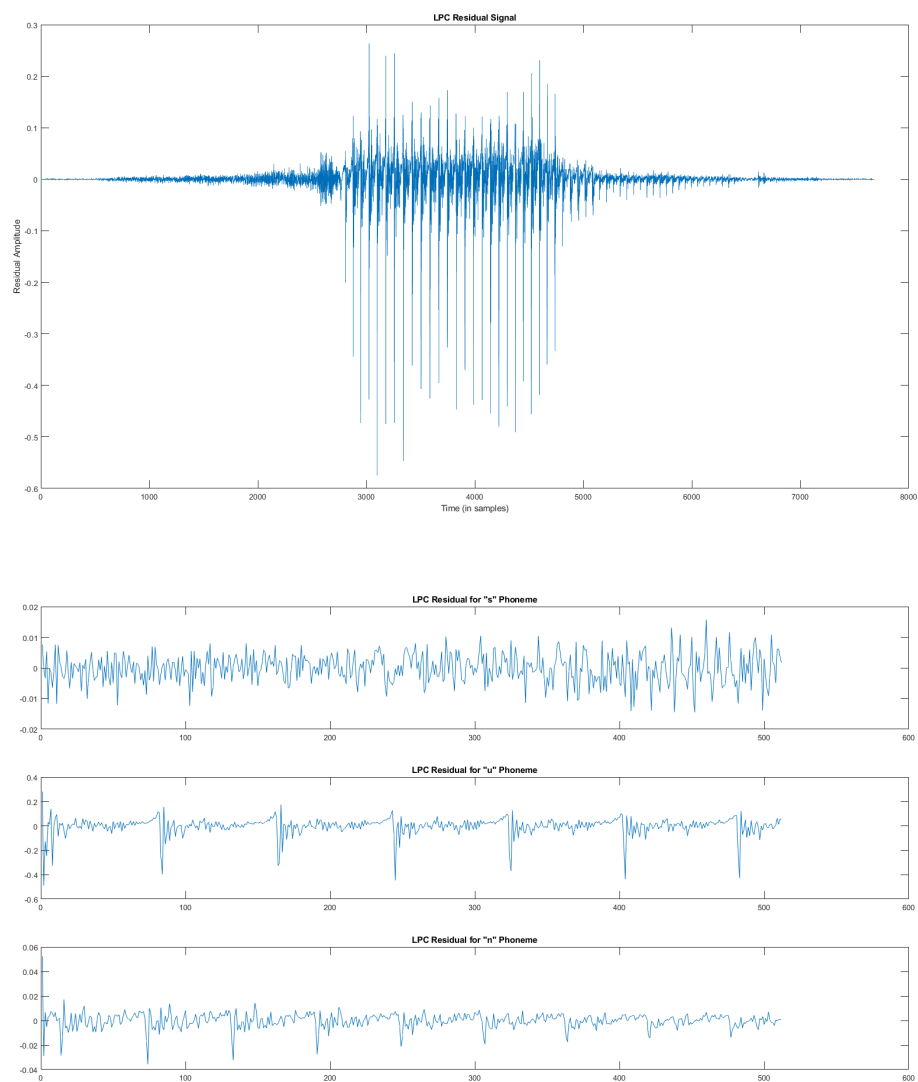 LPC Residual Signal
0.3
0.2
0.1
0
-0.1
-0.2
-0.3
-0.4
-0.5
-0.6
Residual Amplitude
0 1000 2000 3000 4000 5000 6000 7000 8000
Time (in samples)
LPC Residual for "s" Phoneme
0.02
0.01
0
-0.01
-0.02
0 100 200 300 400 500 600
LPC Residual for "u" Phoneme
0.4
0.2
0
-0.2
-0.4
-0.6
0 100 200 300 400 500 600
LPC Residual for "n" Phoneme
0.06
0.04
0.02
0
-0.02
-0.04
0 100 200 300 400 500 600